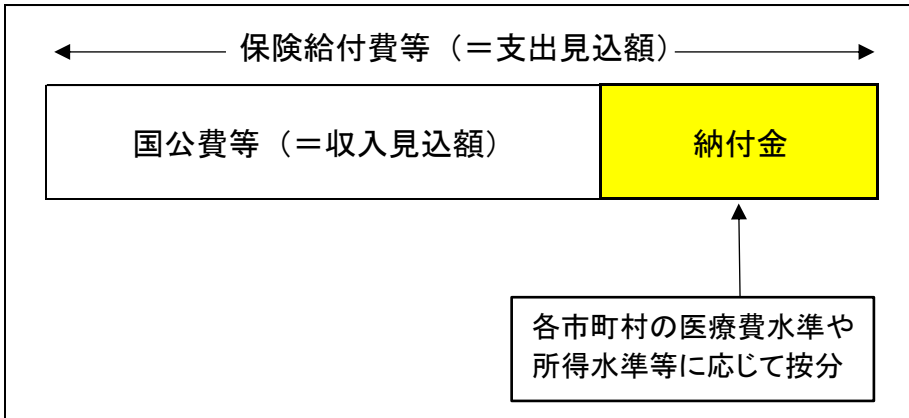 保険給付費等（＝支出見込額）
国公費等（＝収入見込額）
納付金
各市町村の医療費水準や
所得水準等に応じて按分